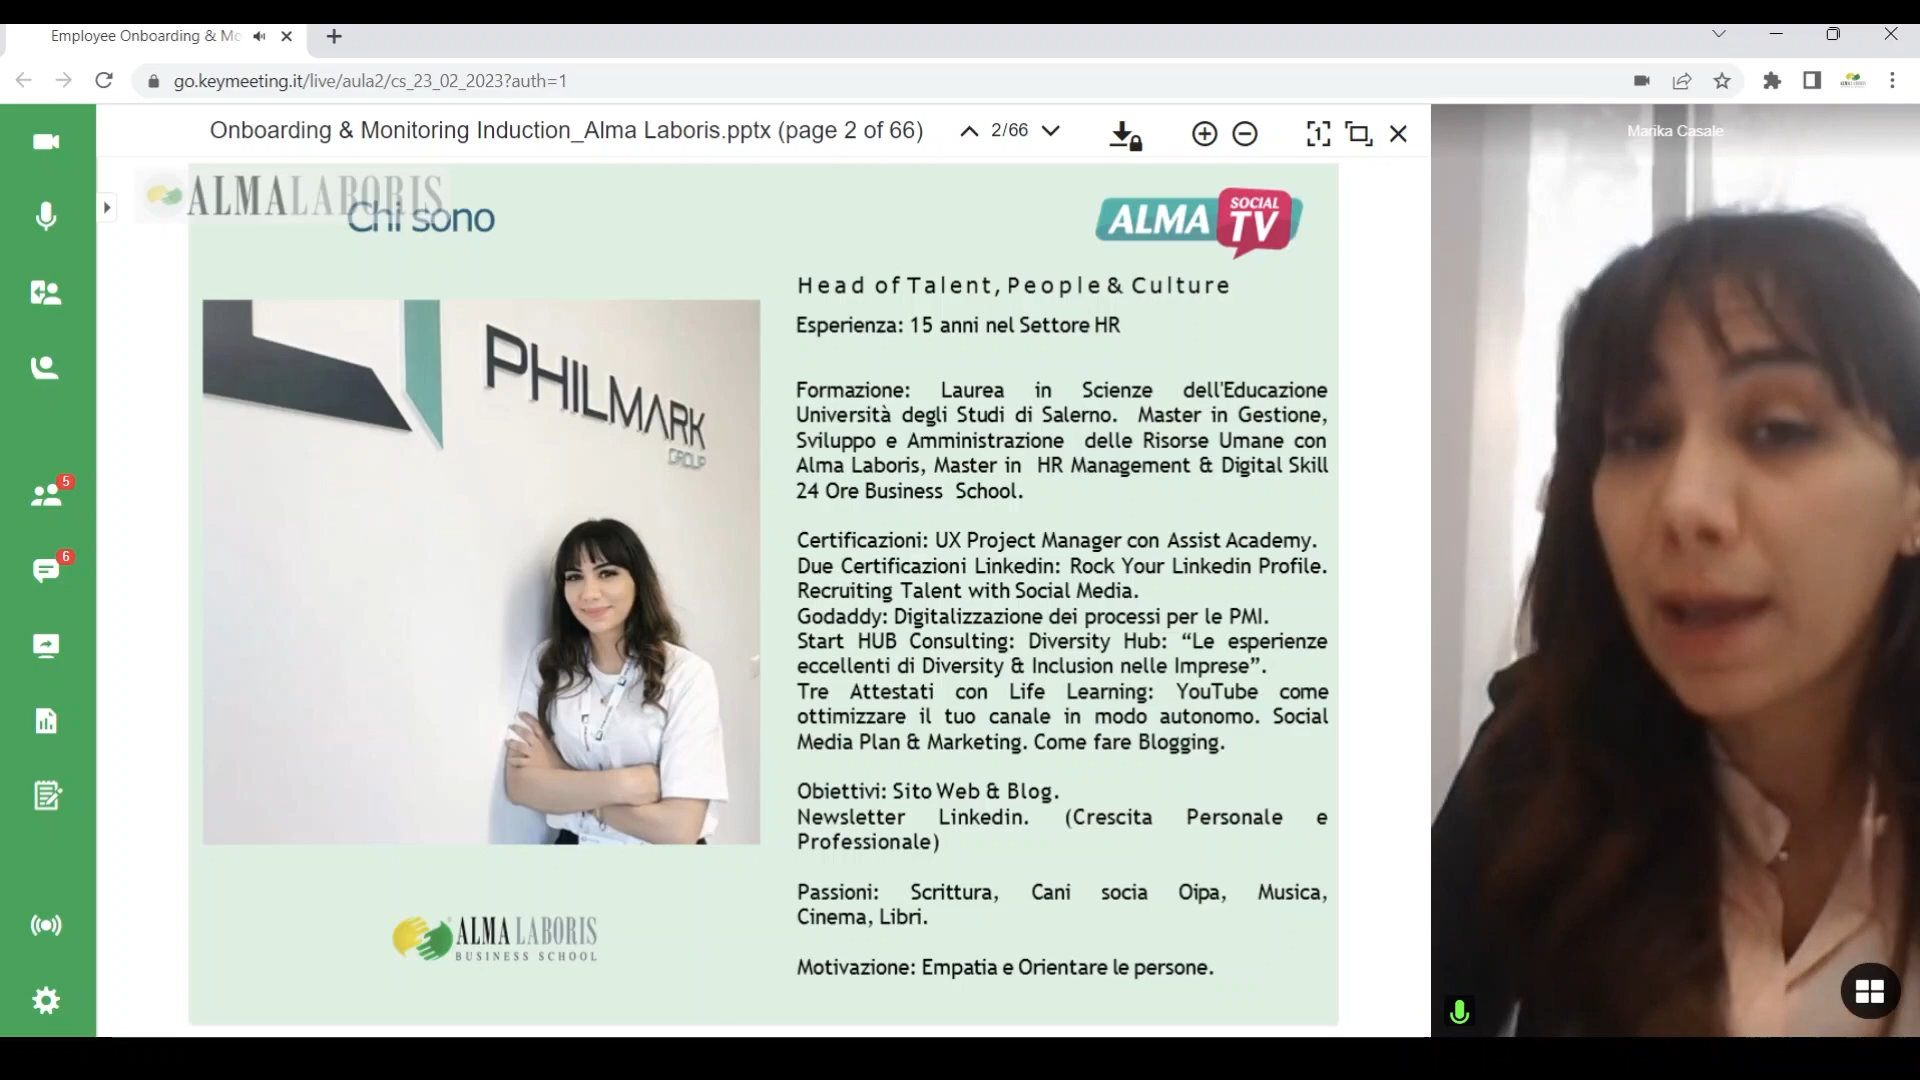 Employee Onboarding & Mo
go.keymeeting.it/live/aula2/cs_23_02_2023?auth=1
Onboarding & Monitoring Induction_Alma Laboris.pptx (page 2 of 66)
2/66
Marika Casale
ALMALABORIS
Chi sono
ALMA SOCIAL TV
PHILMARK
GROUP
Head of Talent, People & Culture
Esperienza: 15 anni nel Settore HR
Formazione: Laurea in Scienze dell'Educazione
Università degli Studi di Salerno. Master in Gestione,
Sviluppo e Amministrazione delle Risorse Umane con
Alma Laboris, Master in HR Management & Digital Skill
24 Ore Business School.
Certificazioni: UX Project Manager con Assist Academy.
Due Certificazioni Linkedin: Rock Your Linkedin Profile.
Recruiting Talent with Social Media.
Godaddy: Digitalizzazione dei processi per le PMI.
Start HUB Consulting: Diversity Hub: “Le esperienze
eccellenti di Diversity & Inclusion nelle Imprese”.
Tre Attestati con Life Learning: YouTube come
ottimizzare il tuo canale in modo autonomo. Social
Media Plan & Marketing. Come fare Blogging.
Obiettivi: Sito Web & Blog.
Newsletter Linkedin. (Crescita Personale e
Professionale)
Passioni: Scrittura, Cani socia Oipa, Musica,
Cinema, Libri.
Motivazione: Empatia e Orientare le persone.
ALMA LABORIS
BUSINESS SCHOOL
5
6